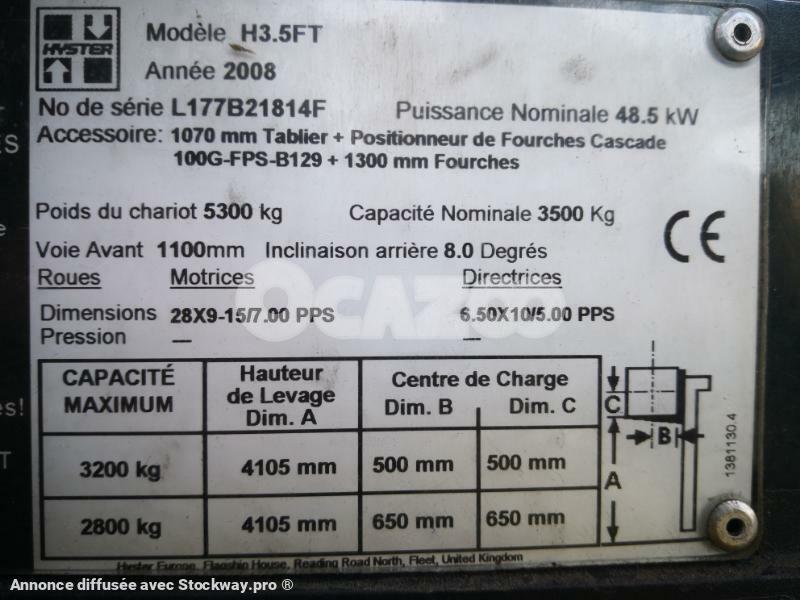 HYSTER
Modèle H3.5FT
Année 2008
No de série L177B21814F Puissance Nominale 48.5 kW
Accessoire: 1070 mm Tablier + Positionneur de Fourches Cascade
100G-FPS-B129 + 1300 mm Fourches
Poids du chariot 5300 kg Capacité Nominale 3500 Kg
CE
Voie Avant 1100mm Inclinaison arrière 8.0 Degrés
Roues Motrices Directrices
Dimensions 28X9-15/7.00 PPS 6.50X10/5.00 PPS
Pression — —
OCAZOO
CAPACITÉ MAXIMUM
Hauteur de Levage Dim. A
Centre de Charge
Dim. B Dim. C
3200 kg 4105 mm 500 mm 500 mm
2800 kg 4105 mm 650 mm 650 mm
C
B
A
1381130.4
Hyster Europe, Flagship House, Reading Road North, Fleet, United Kingdom
Annonce diffusée avec Stockway.pro ®